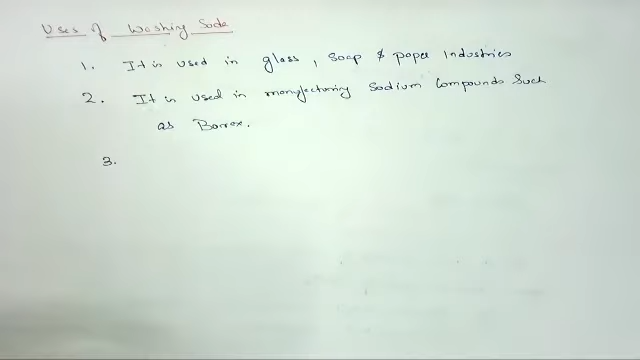 Uses of Washing Soda
1. It is used in glass, soap & paper industries
2. It is used in manufacturing Sodium Compounds Such
as Borax.
3.